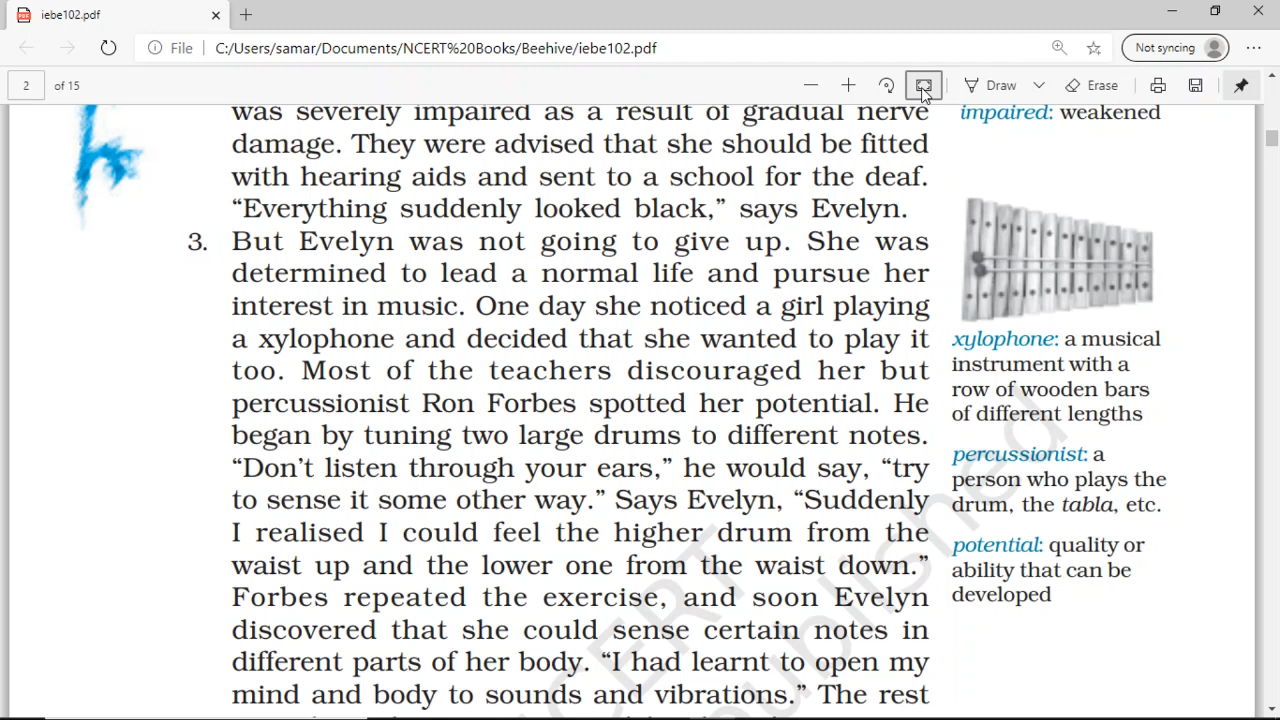 iebe102.pdf
File
C:/Users/samar/Documents/NCERT%20Books/Beehive/iebe102.pdf
Not syncing
2 of 15
Draw
Erase
was severely impaired as a result of gradual nerve
damage. They were advised that she should be fitted
with hearing aids and sent to a school for the deaf.
“Everything suddenly looked black,” says Evelyn.
3. But Evelyn was not going to give up. She was
determined to lead a normal life and pursue her
interest in music. One day she noticed a girl playing
a xylophone and decided that she wanted to play it
too. Most of the teachers discouraged her but
percussionist Ron Forbes spotted her potential. He
began by tuning two large drums to different notes.
“Don’t listen through your ears,” he would say, “try
to sense it some other way.” Says Evelyn, “Suddenly
I realised I could feel the higher drum from the
waist up and the lower one from the waist down.”
Forbes repeated the exercise, and soon Evelyn
discovered that she could sense certain notes in
different parts of her body. “I had learnt to open my
mind and body to sounds and vibrations.” The rest
impaired: weakened
xylophone: a musical
instrument with a
row of wooden bars
of different lengths
percussionist: a
person who plays the
drum, the tabla, etc.
potential: quality or
ability that can be
developed
NCERT
published